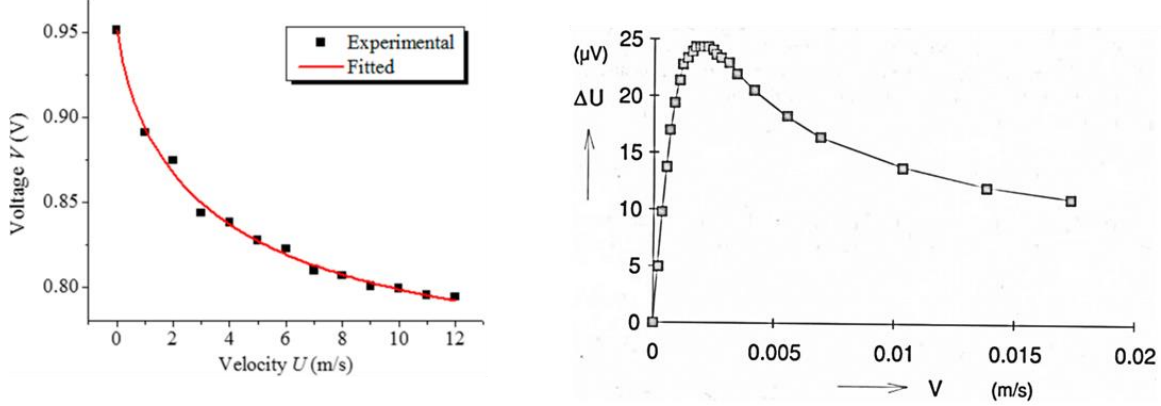 0.95
0.90
0.85
0.80
Voltage V (V)
Experimental
Fitted
0 2 4 6 8 10 12
Velocity U (m/s)
25
(μV)
ΔU
20
15
10
5
0
0 0.005 0.01 0.015 0.02
V (m/s)